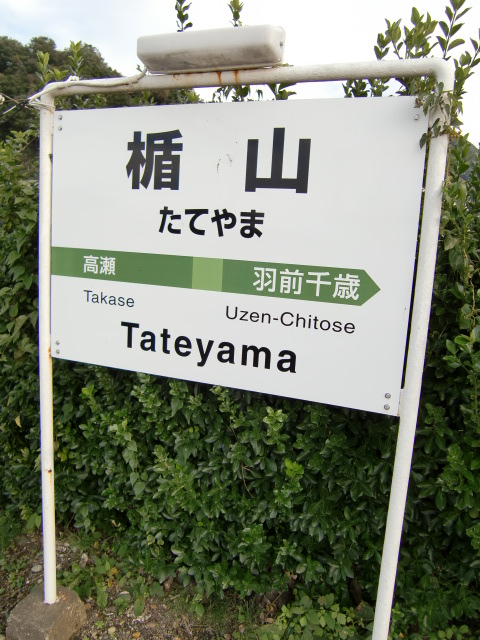 楯山
たてやま
高瀬 羽前千歳
Takase Uzen-Chitose
Tateyama